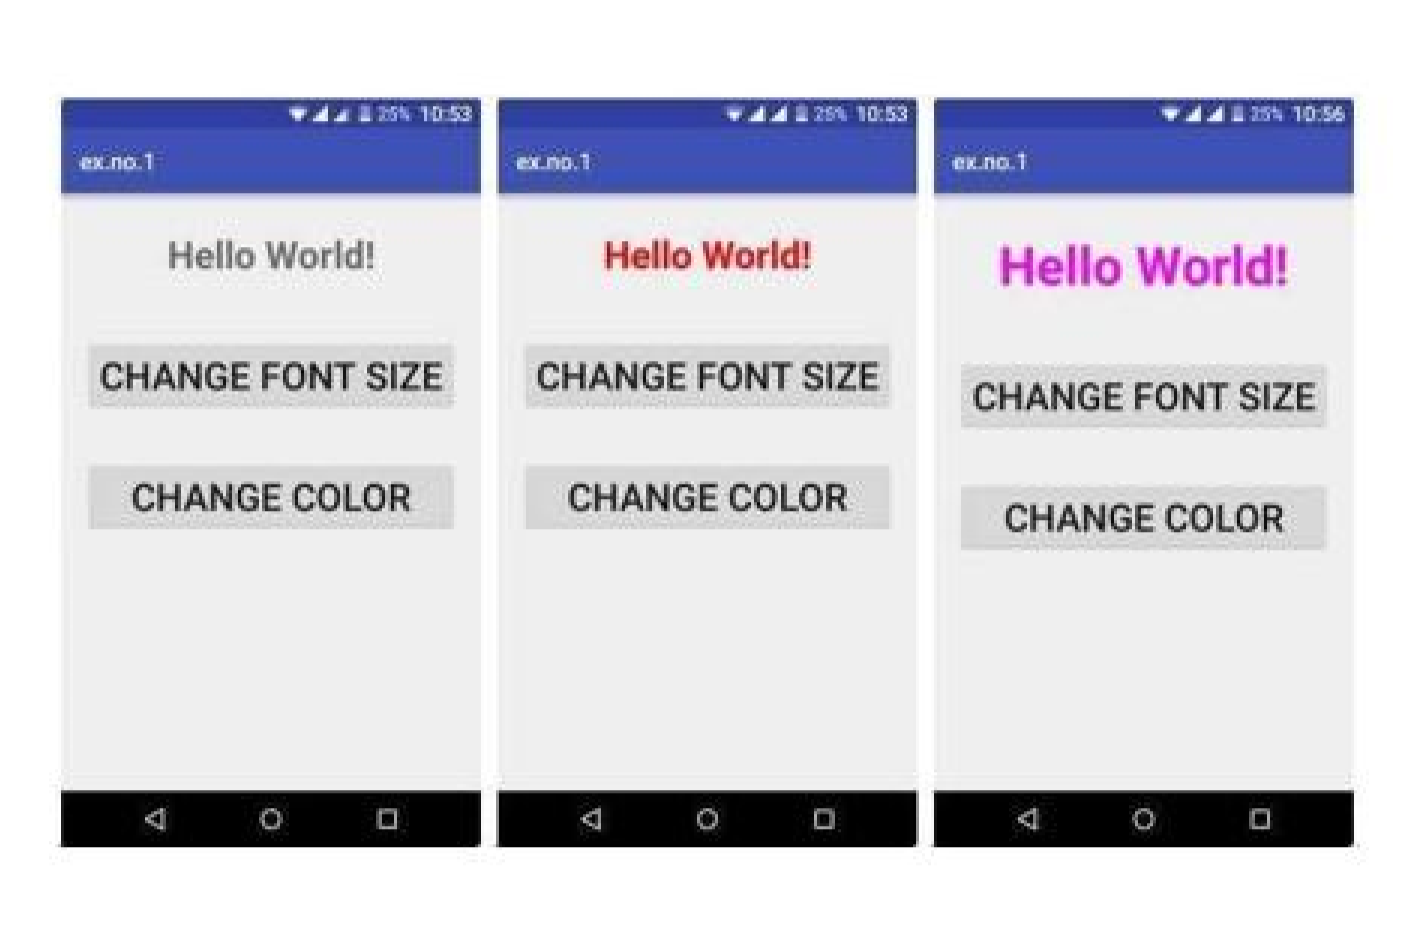 25% 10:53
ex.no.1
Hello World!
CHANGE FONT SIZE
CHANGE COLOR
25% 10:53
ex.no.1
Hello World!
CHANGE FONT SIZE
CHANGE COLOR
25% 10:56
ex.no.1
Hello World!
CHANGE FONT SIZE
CHANGE COLOR